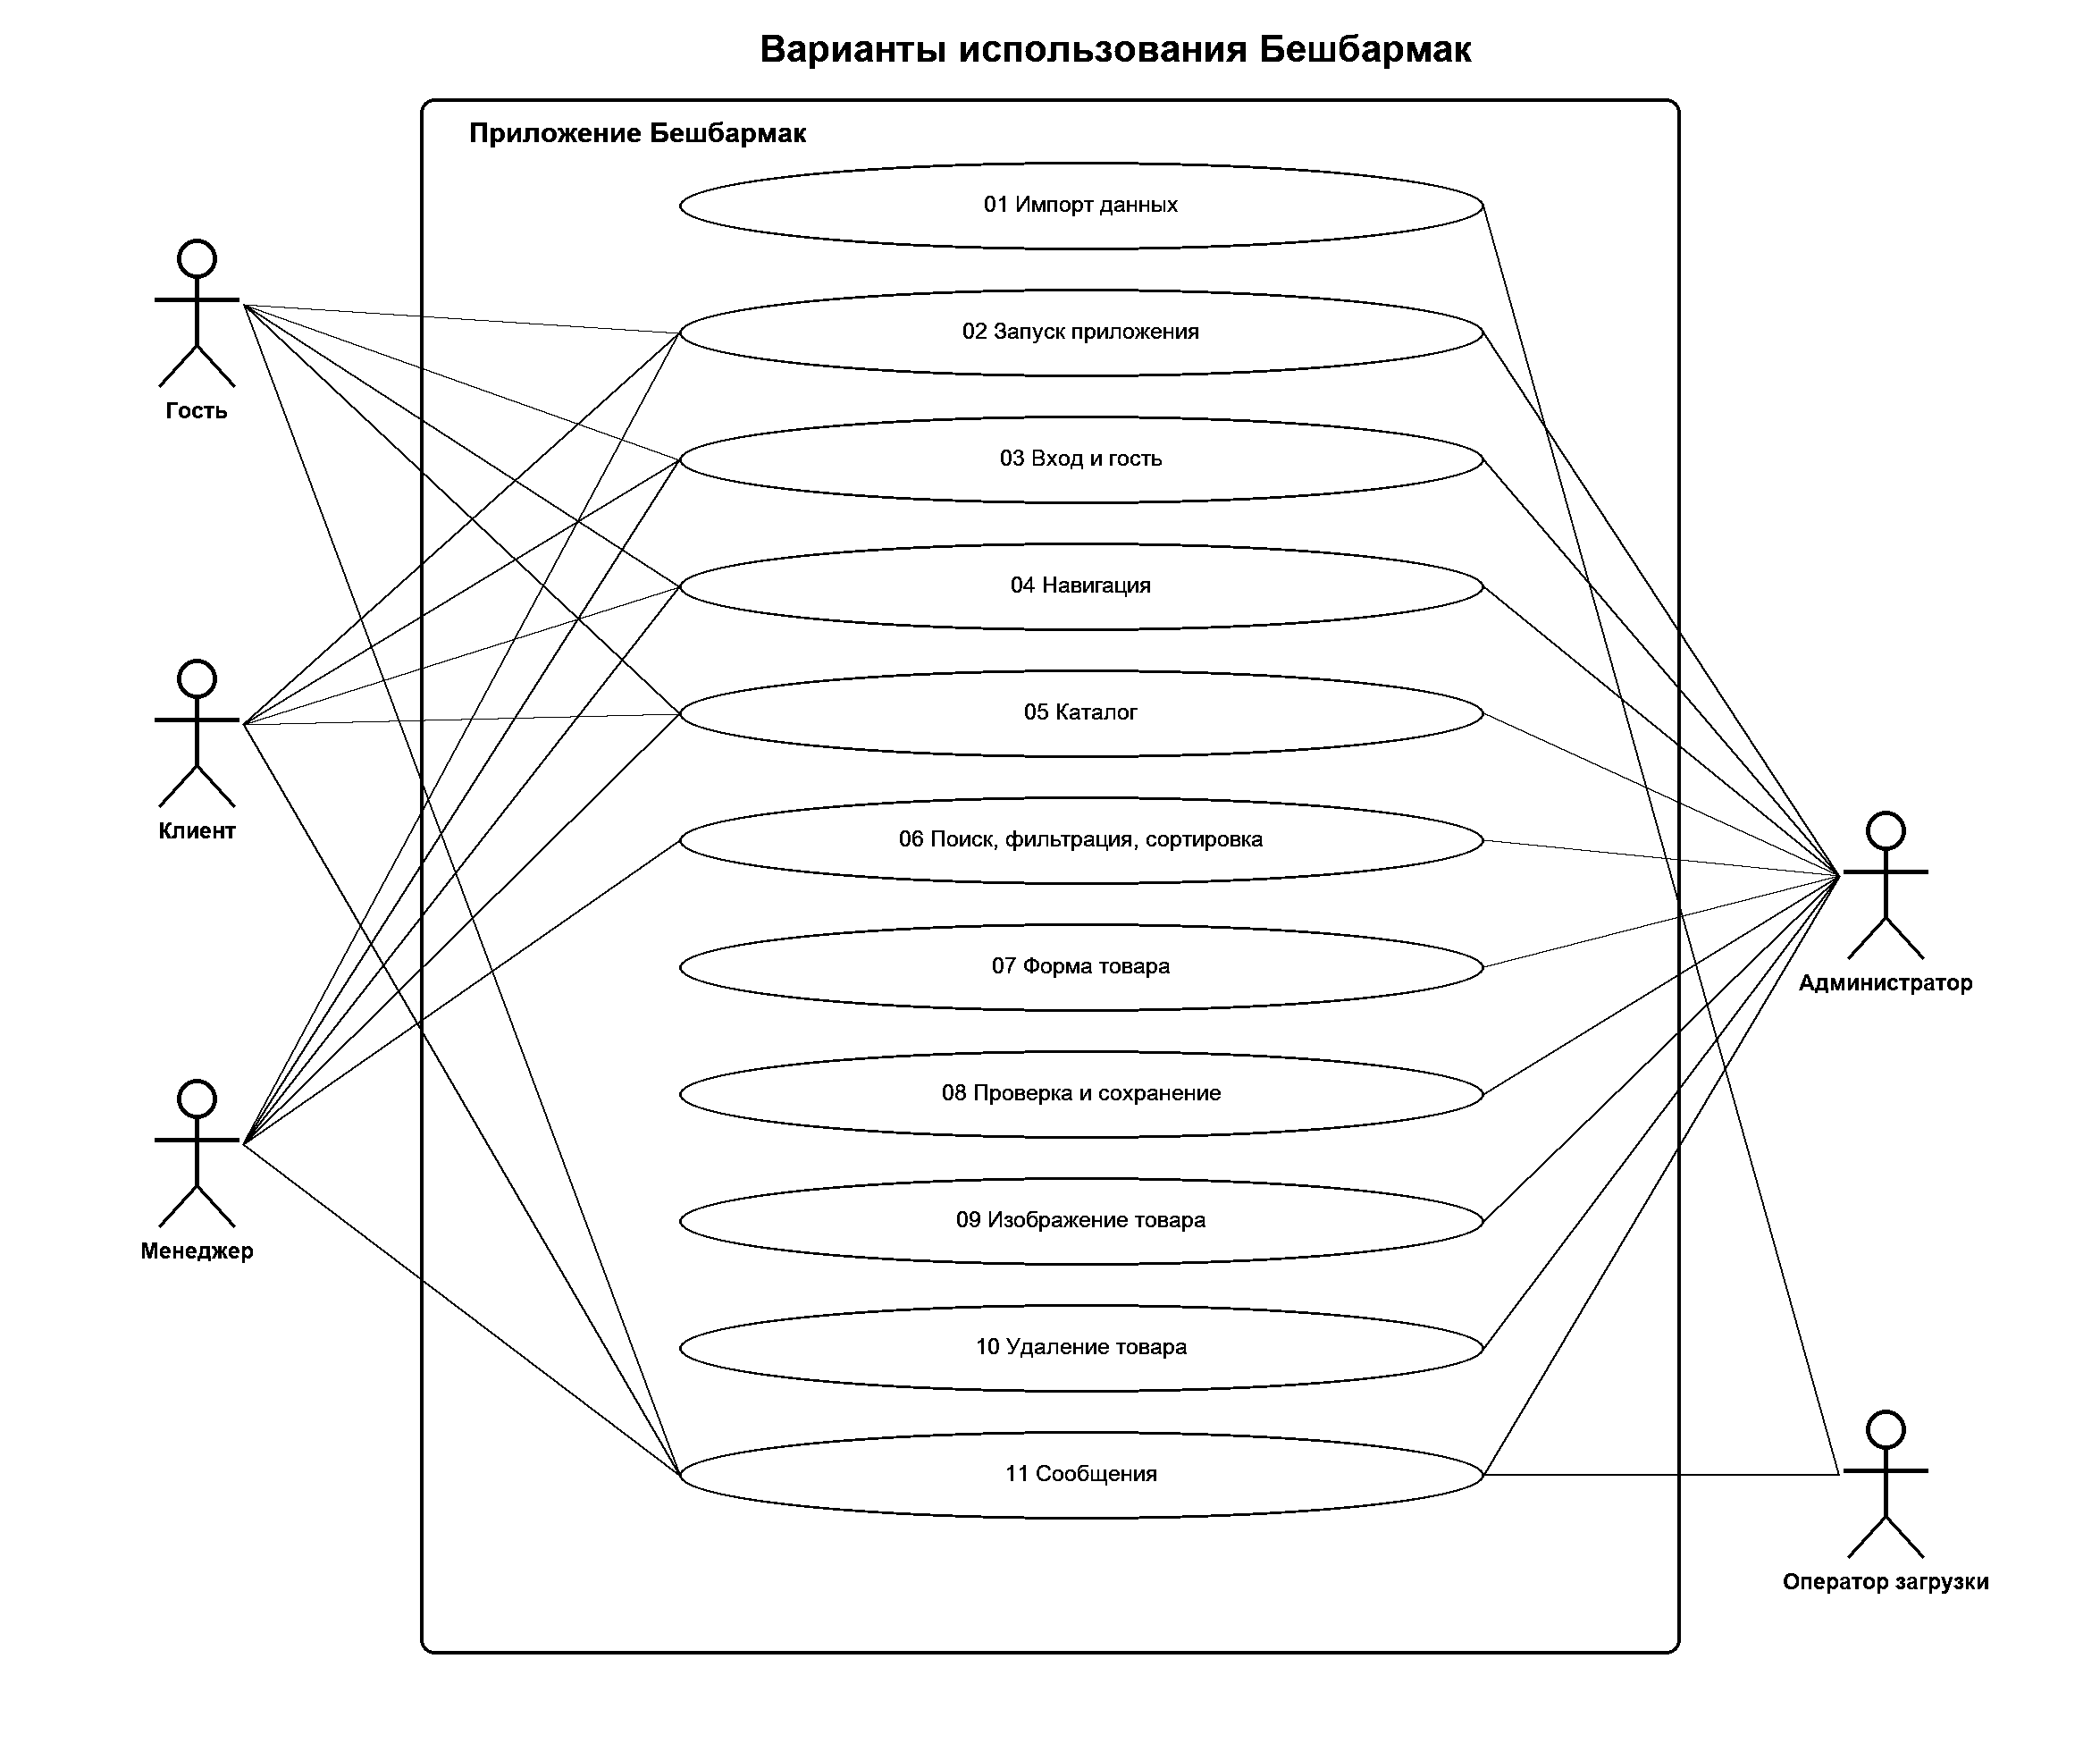 Варианты использования Бешбармак
Приложение Бешбармак
01 Импорт данных
02 Запуск приложения
03 Вход и гость
04 Навигация
05 Каталог
06 Поиск, фильтрация, сортировка
07 Форма товара
08 Проверка и сохранение
09 Изображение товара
10 Удаление товара
11 Сообщения
Гость
Клиент
Менеджер
Администратор
Оператор загрузки